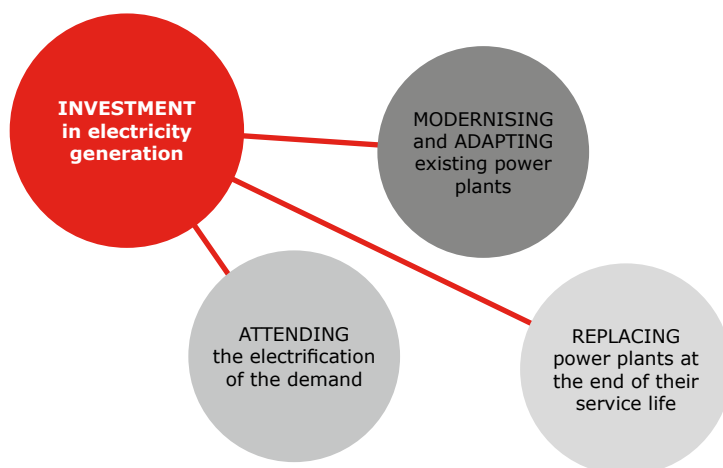 INVESTMENT
in electricity
generation
MODERNISING
and ADAPTING
existing power
plants
ATTENDING
the electrification
of the demand
REPLACING
power plants at
the end of their
service life